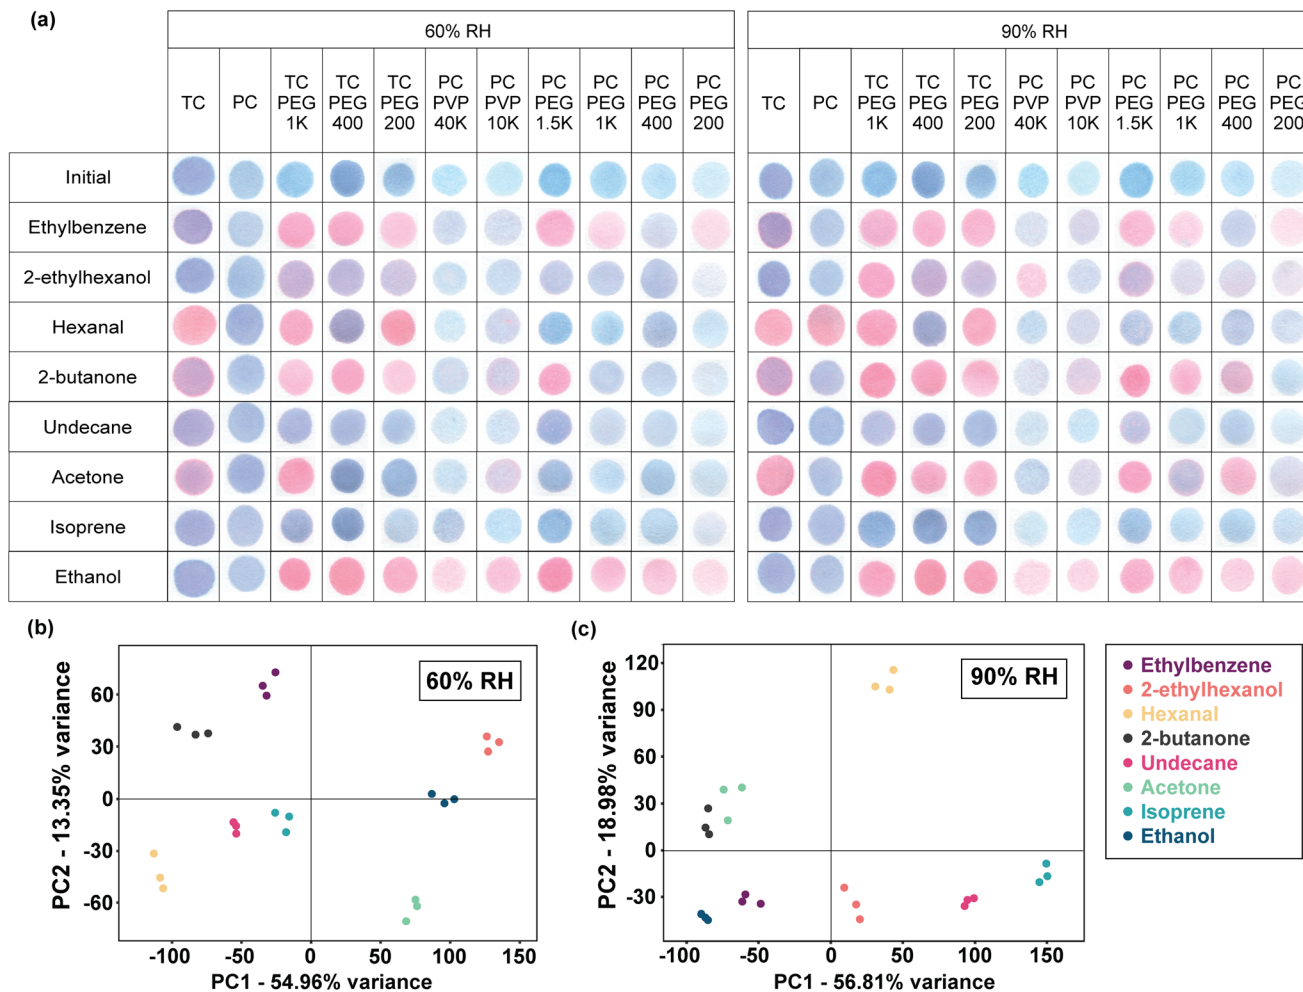 (a)
60% RH
90% RH
TC
PC
TC
PEG
1K
TC
PEG
400
TC
PEG
200
PC
PVP
40K
PC
PVP
10K
PC
PEG
1.5K
PC
PEG
1K
PC
PEG
400
PC
PEG
200
TC
PC
TC
PEG
1K
TC
PEG
400
TC
PEG
200
PC
PVP
40K
PC
PVP
10K
PC
PEG
1.5K
PC
PEG
1K
PC
PEG
400
PC
PEG
200
Initial
Ethylbenzene
2-ethylhexanol
Hexanal
2-butanone
Undecane
Acetone
Isoprene
Ethanol
(b)
60% RH
PC2 - 13.35% variance
60
30
0
-30
-60
-100
-50
0
50
100
150
PC1 - 54.96% variance
(c)
90% RH
PC2 - 18.98% variance
120
90
60
30
0
-30
-100
-50
0
50
100
150
PC1 - 56.81% variance
Ethylbenzene
2-ethylhexanol
Hexanal
2-butanone
Undecane
Acetone
Isoprene
Ethanol